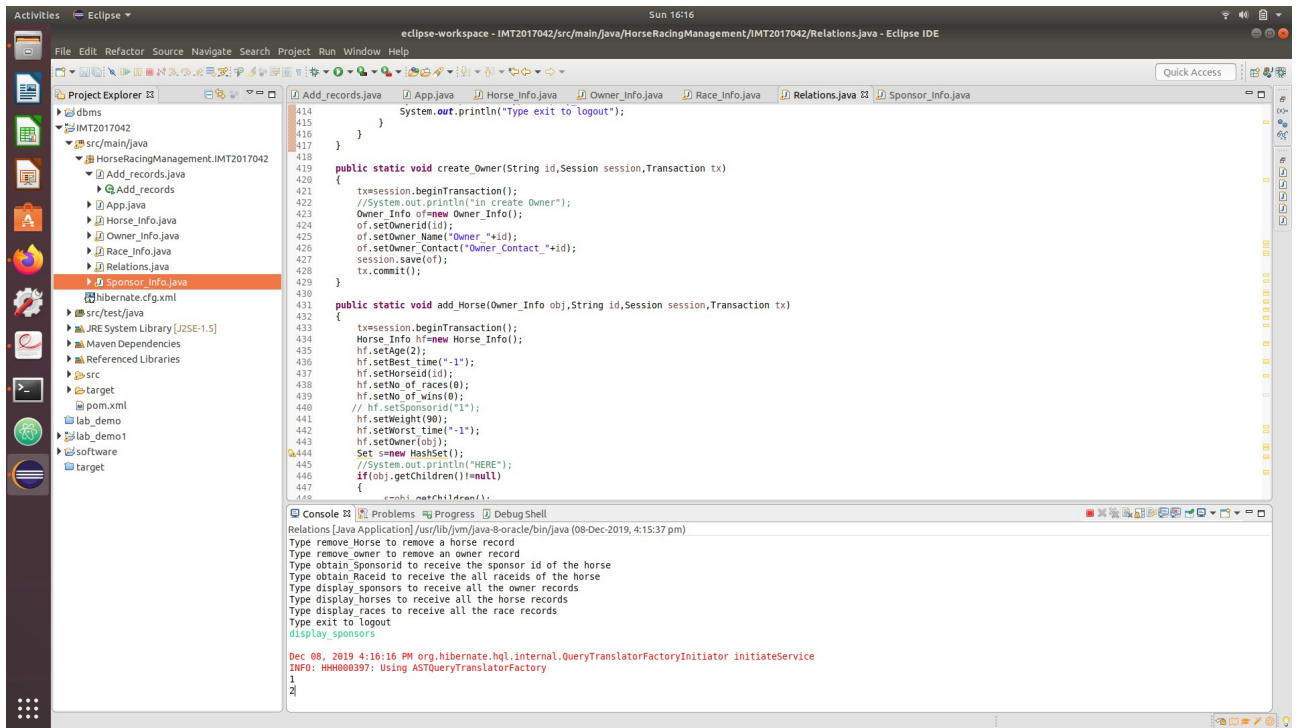 Activities Eclipse Sun 16:16
eclipse-workspace - IMT2017042/src/main/java/HorseRacingManagement/IMT2017042/Relations.java - Eclipse IDE
File Edit Refactor Source Navigate Search Project Run Window Help
Quick Access
Project Explorer
dbms
IMT2017042
src/main/java
HorseRacingManagement.IMT2017042
Add_records.java
Add_records
App.java
Horse_Info.java
Owner_Info.java
Race_Info.java
Relations.java
Sponsor_Info.java
hibernate.cfg.xml
src/test/java
JRE System Library [J2SE-1.5]
Maven Dependencies
Referenced Libraries
src
target
pom.xml
lab_demo
lab_demo1
software
target
Add_records.java App.java Horse_Info.java Owner_Info.java Race_Info.java Relations.java Sponsor_Info.java
414 System.out.println("Type exit to logout");
415 }
416 }
417 }
418
419 public static void create_Owner(String id,Session session,Transaction tx)
420 {
421 tx=session.beginTransaction();
422 //System.out.println("in create Owner");
423 Owner_Info of=new Owner_Info();
424 of.setOwnerid(id);
425 of.setOwner_Name("Owner_"+id);
426 of.setOwner_Contact("Owner_Contact_"+id);
427 session.save(of);
428 tx.commit();
429 }
430
431 public static void add_Horse(Owner_Info obj,String id,Session session,Transaction tx)
432 {
433 tx=session.beginTransaction();
434 Horse_Info hf=new Horse_Info();
435 hf.setAge(2);
436 hf.setBest_time("-1");
437 hf.setHorseid(id);
438 hf.setNo_of_races(0);
439 hf.setNo_of_wins(0);
440 // hf.setSponsorid("1");
441 hf.setWeight(90);
442 hf.setWorst_time("-1");
443 hf.setOwner(obj);
444 Set s=new HashSet();
445 //System.out.println("HERE");
446 if(obj.getChildren()!=null)
447 {
448 s=obj.getChildren();
Console Problems Progress Debug Shell
Relations [Java Application] /usr/lib/jvm/java-8-oracle/bin/java (08-Dec-2019, 4:15:37 pm)
Type remove_Horse to remove a horse record
Type remove_owner to remove an owner record
Type obtain_Sponsorid to receive the sponsor id of the horse
Type obtain_Raceid to receive the all raceids of the horse
Type display_sponsors to receive all the owner records
Type display_horses to receive all the horse records
Type display_races to receive all the race records
Type exit to logout
display_sponsors
Dec 08, 2019 4:16:16 PM org.hibernate.hql.internal.QueryTranslatorFactoryInitiator initiateService
INFO: HHH000397: Using ASTQueryTranslatorFactory
1
2